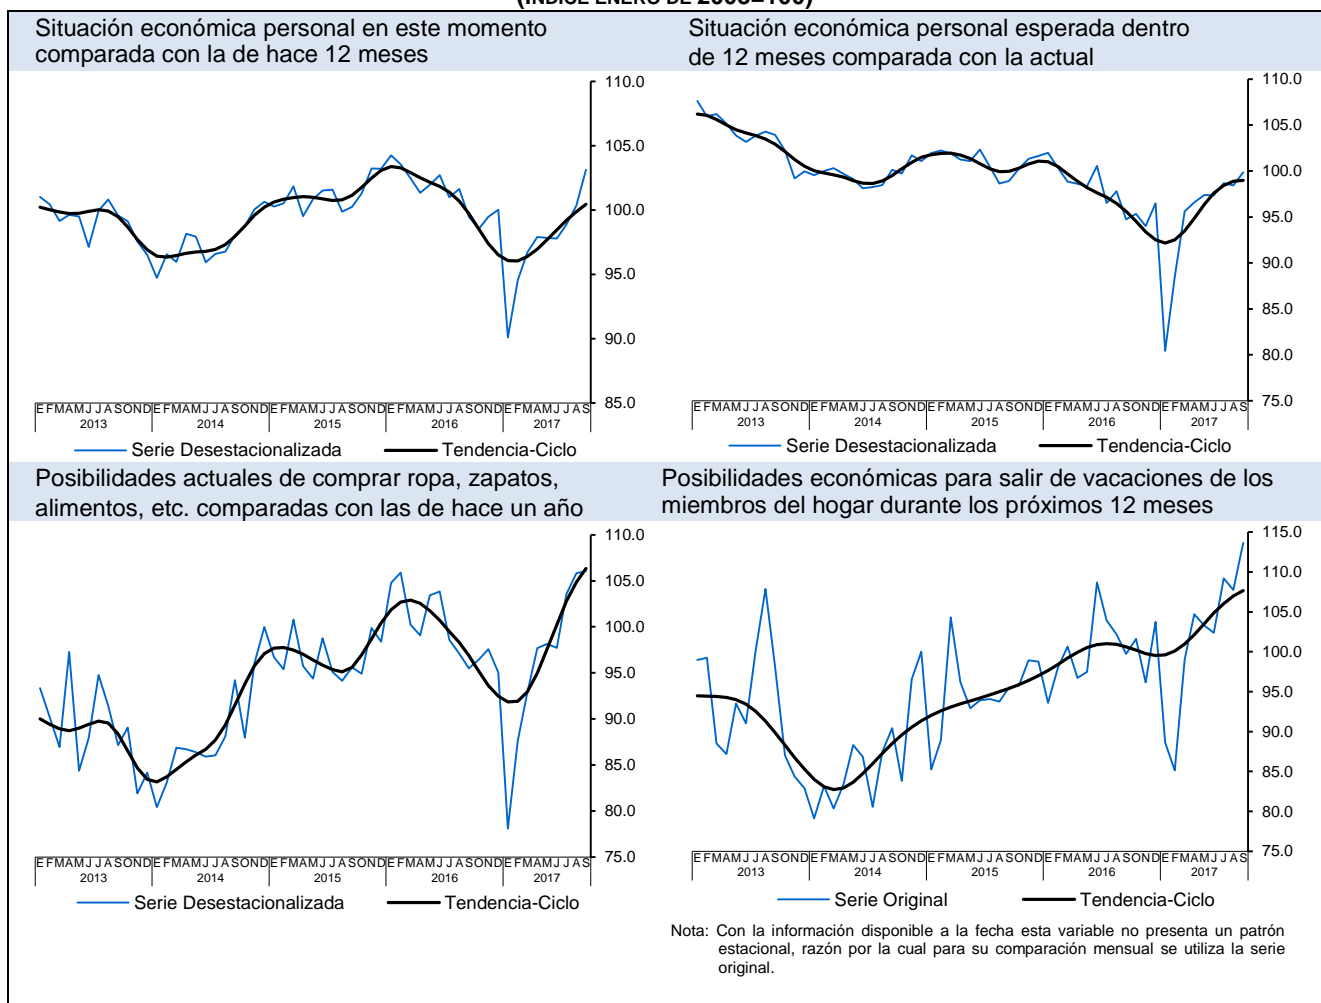 (ÍNDICE ENERO DE 2003=100)
Situación económica personal en este momento
comparada con la de hace 12 meses
110.0
105.0
100.0
95.0
90.0
85.0
EFMAMJJASONDEFMAMJJASONDEFMAMJJASONDEFMAMJJASONDEFMAMJJAS
2013 2014 2015 2016 2017
Serie Desestacionalizada Tendencia-Ciclo
Situación económica personal esperada dentro
de 12 meses comparada con la actual
110.0
105.0
100.0
95.0
90.0
85.0
80.0
75.0
EFMAMJJASONDEFMAMJJASONDEFMAMJJASONDEFMAMJJASONDEFMAMJJAS
2013 2014 2015 2016 2017
Serie Desestacionalizada Tendencia-Ciclo
Posibilidades actuales de comprar ropa, zapatos,
alimentos, etc. comparadas con las de hace un año
110.0
105.0
100.0
95.0
90.0
85.0
80.0
75.0
EFMAMJJASONDEFMAMJJASONDEFMAMJJASONDEFMAMJJASONDEFMAMJJAS
2013 2014 2015 2016 2017
Serie Desestacionalizada Tendencia-Ciclo
Posibilidades económicas para salir de vacaciones de los
miembros del hogar durante los próximos 12 meses
115.0
110.0
105.0
100.0
95.0
90.0
85.0
80.0
75.0
EFMAMJJASONDEFMAMJJASONDEFMAMJJASONDEFMAMJJASONDEFMAMJJAS
2013 2014 2015 2016 2017
Serie Original Tendencia-Ciclo
Nota: Con la información disponible a la fecha esta variable no presenta un patrón
estacional, razón por la cual para su comparación mensual se utiliza la serie
original.